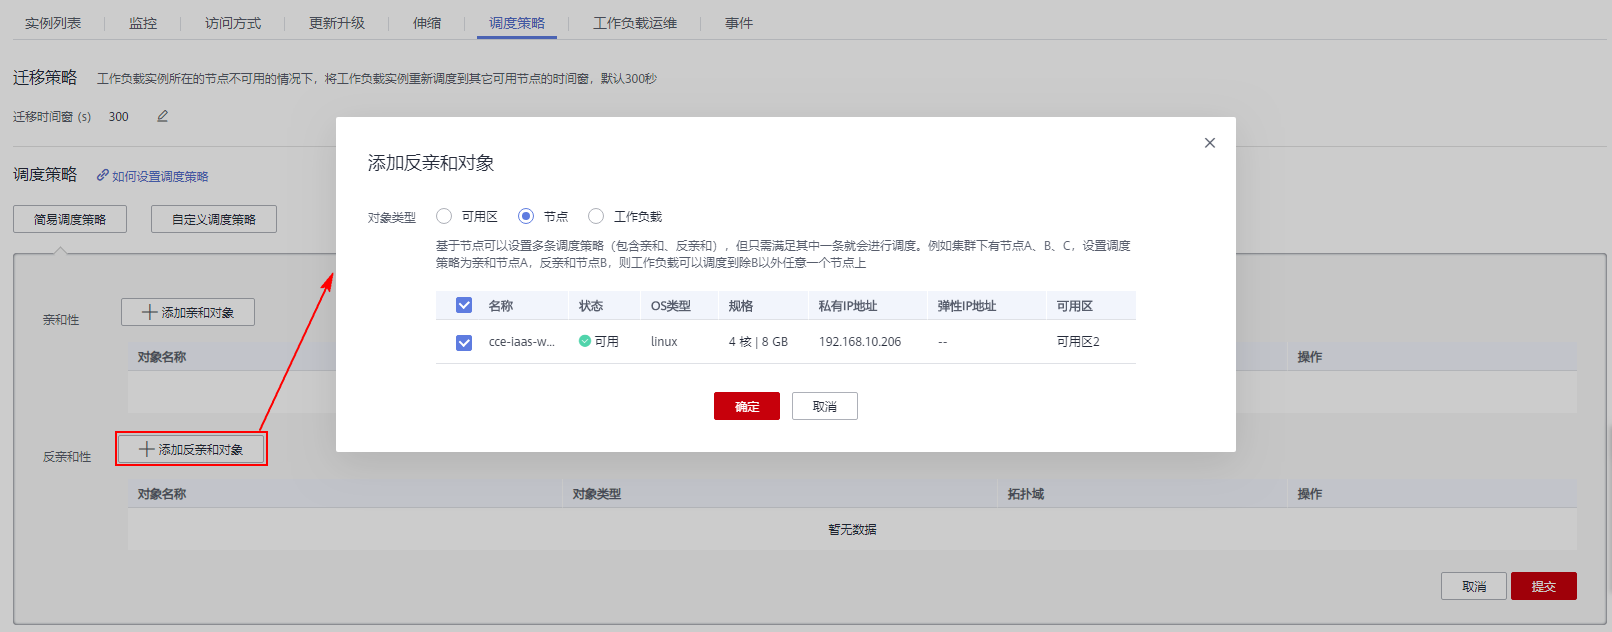 实例列表 监控 访问方式 更新升级 伸缩 调度策略 工作负载运维 事件
迁移策略 工作负载实例所在的节点不可用的情况下，将工作负载实例重新调度到其它可用节点的时间窗，默认300秒
迁移时间窗 (s) 300
调度策略 如何设置调度策略
简易调度策略 自定义调度策略
亲和性 添加亲和对象
对象名称 操作
反亲和性 添加反亲和对象
对象名称 对象类型 拓扑域 操作
暂无数据
取消 提交
添加反亲和对象
对象类型 可用区 节点 工作负载
基于节点可以设置多条调度策略（包含亲和、反亲和），但只需满足其中一条就会进行调度。例如集群下有节点A、B、C，设置调度
策略为亲和节点A，反亲和节点B，则工作负载可以调度到除B以外任意一个节点上
名称 状态 OS类型 规格 私有IP地址 弹性IP地址 可用区
cce-iaas-w... 可用 linux 4 核 | 8 GB 192.168.10.206 -- 可用区2
确定 取消